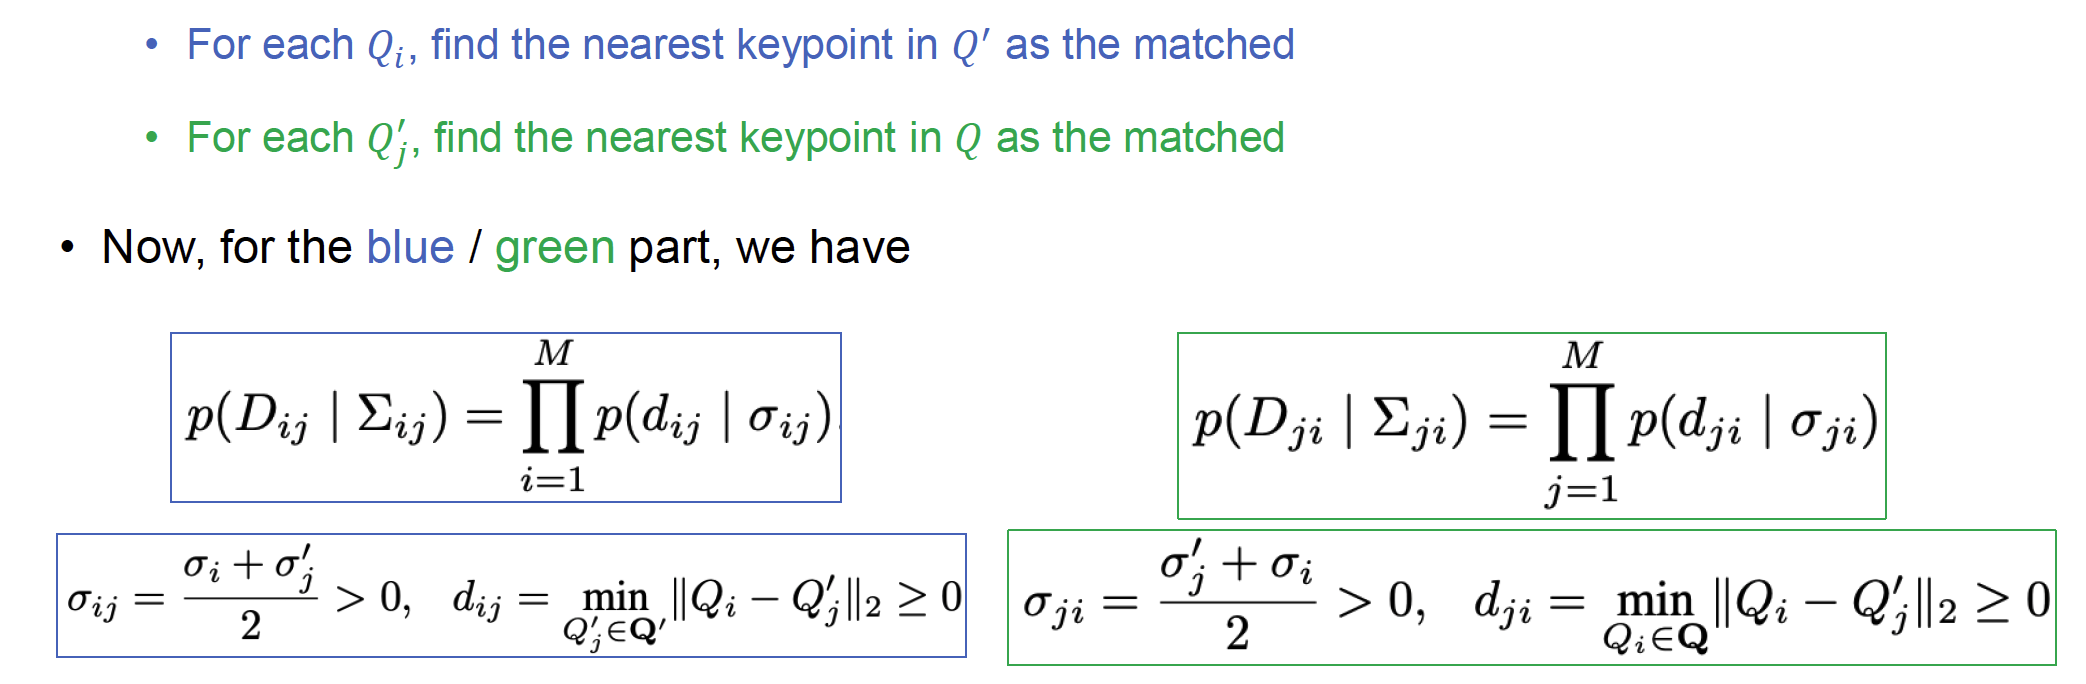 • For each $Q_i$, find the nearest keypoint in $Q'$ as the matched
• For each $Q'_j$, find the nearest keypoint in $Q$ as the matched
• Now, for the blue / green part, we have
$p(D_{ij} \mid \Sigma_{ij}) = \prod_{i=1}^{M} p(d_{ij} \mid \sigma_{ij})$
$p(D_{ji} \mid \Sigma_{ji}) = \prod_{j=1}^{M} p(d_{ji} \mid \sigma_{ji})$
$\sigma_{ij} = \frac{\sigma_i + \sigma'_j}{2} > 0, \quad d_{ij} = \min_{Q'_j \in \mathbf{Q}'} \|Q_i - Q'_j\|_2 \geq 0$
$\sigma_{ji} = \frac{\sigma'_j + \sigma_i}{2} > 0, \quad d_{ji} = \min_{Q_i \in \mathbf{Q}} \|Q_i - Q'_j\|_2 \geq 0$